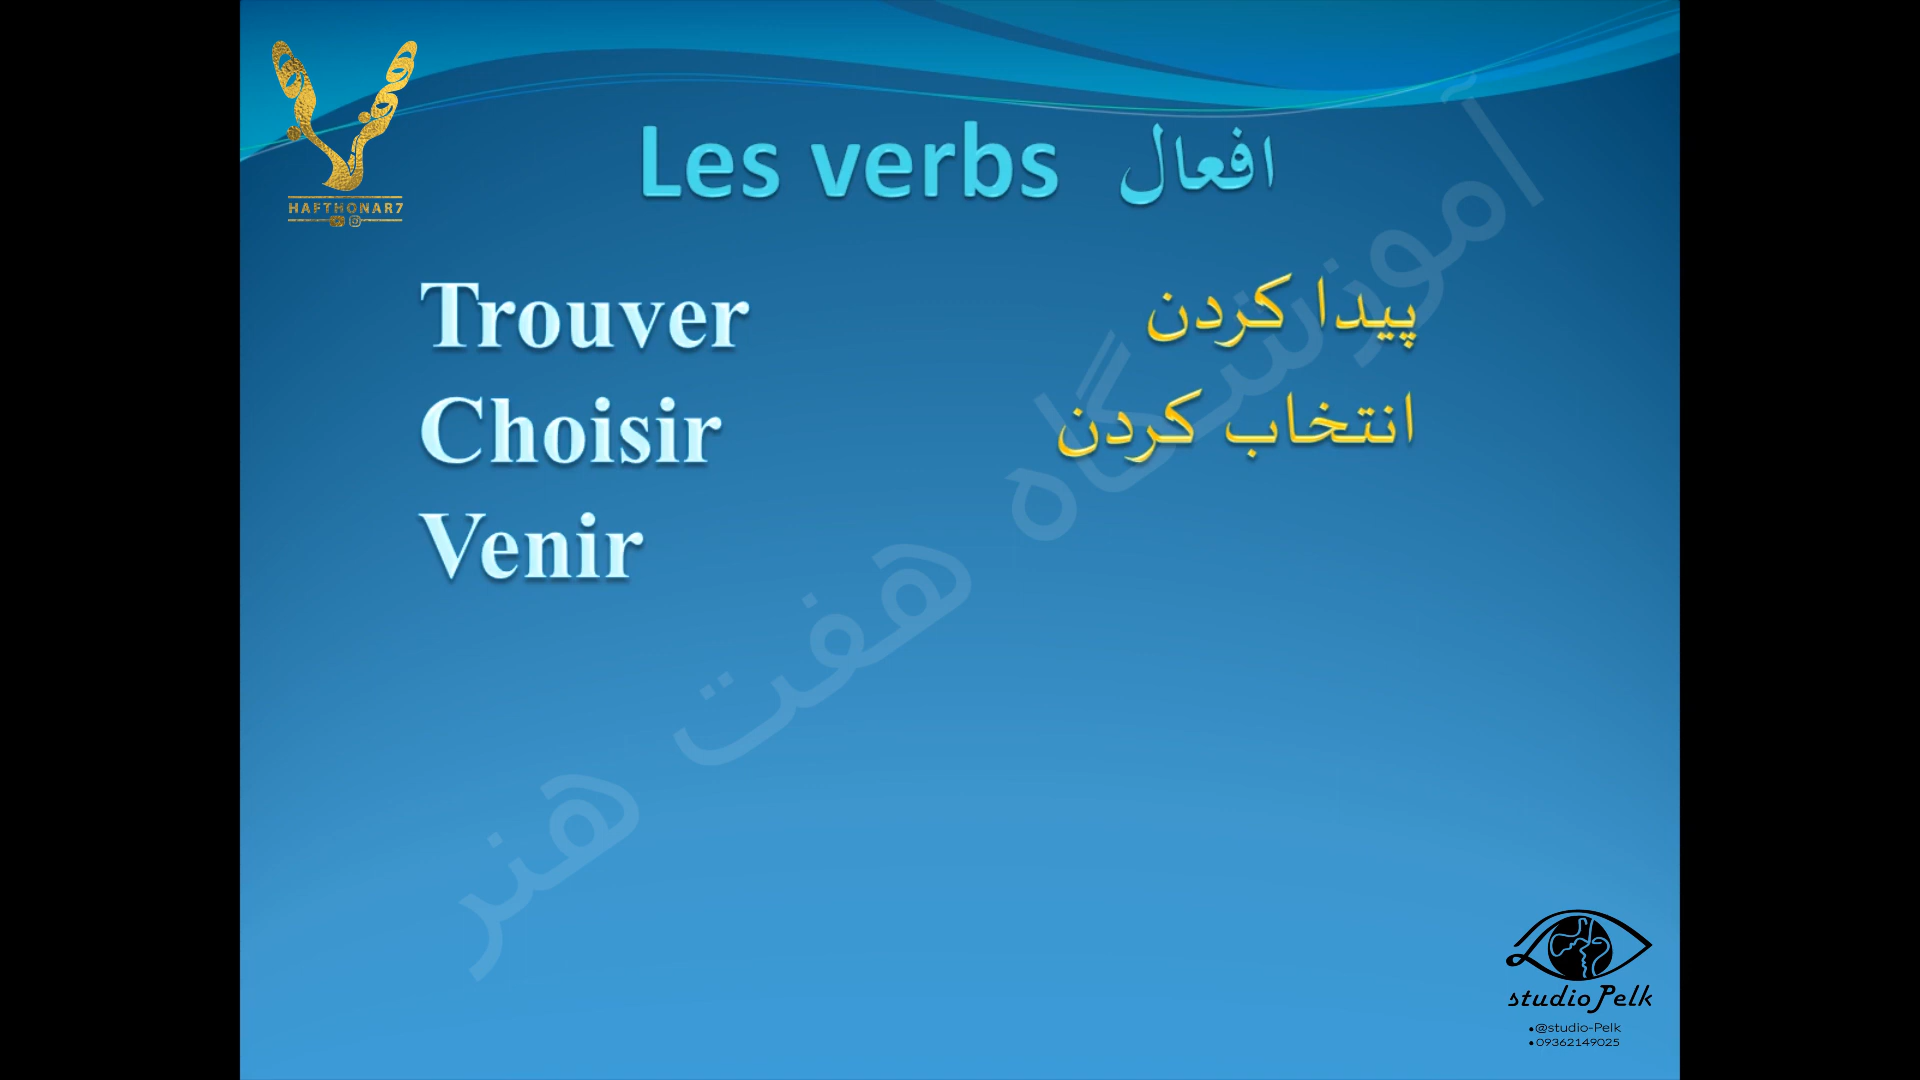 HAFTHONAR7
Les verbs افعال
Trouver پیدا کردن
Choisir انتخاب کردن
Venir
آموزشگاه هفت هنر
studio Pelk
•@studio-Pelk
•09362149025